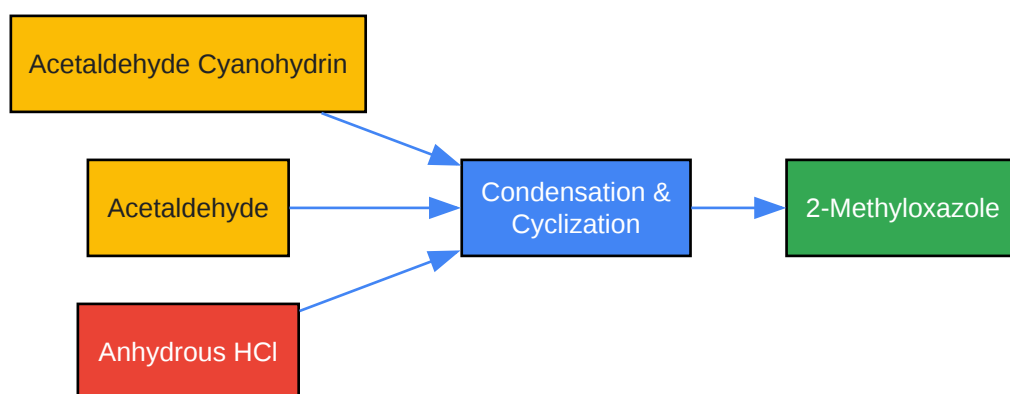 Acetaldehyde Cyanohydrin
Acetaldehyde
Anhydrous HCl
Condensation &
Cyclization
2-Methyloxazole